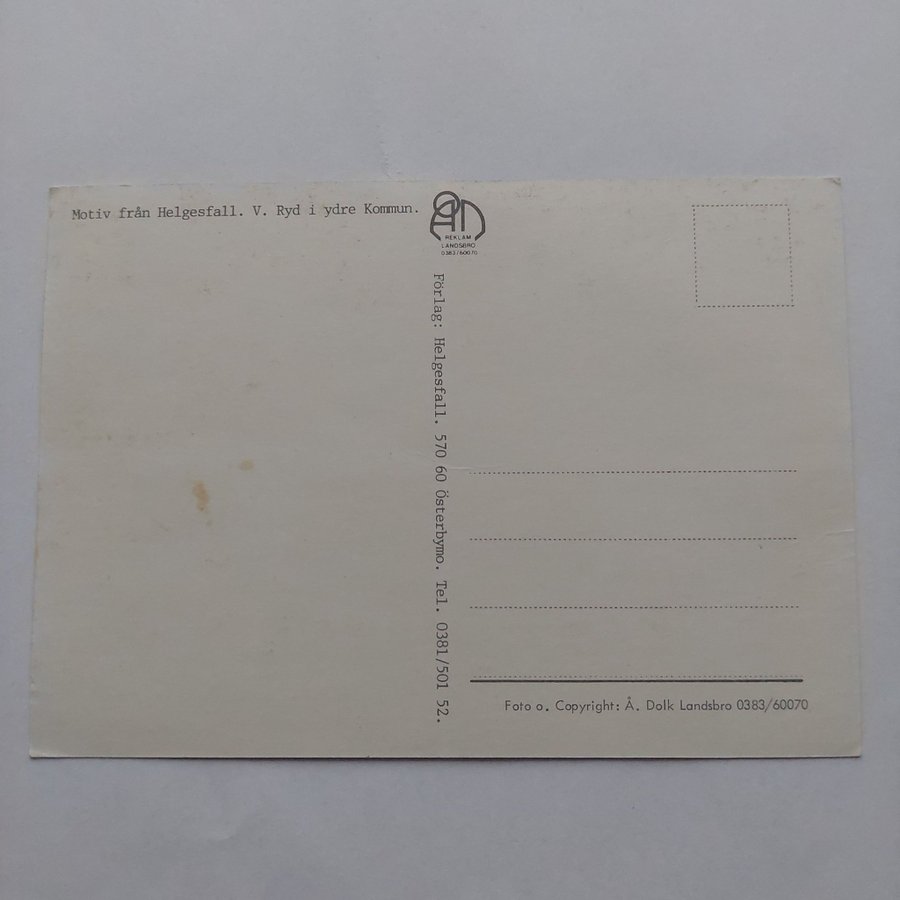 Motiv från Helgesfall. V. Ryd i ydre Kommun.
REKLAM
LANDSBRO
0383/60070
Förlag: Helgesfall. 570 60 Österbymo. Tel. 0381/501 52.
Foto o. Copyright: Å. Dolk Landsbro 0383/60070